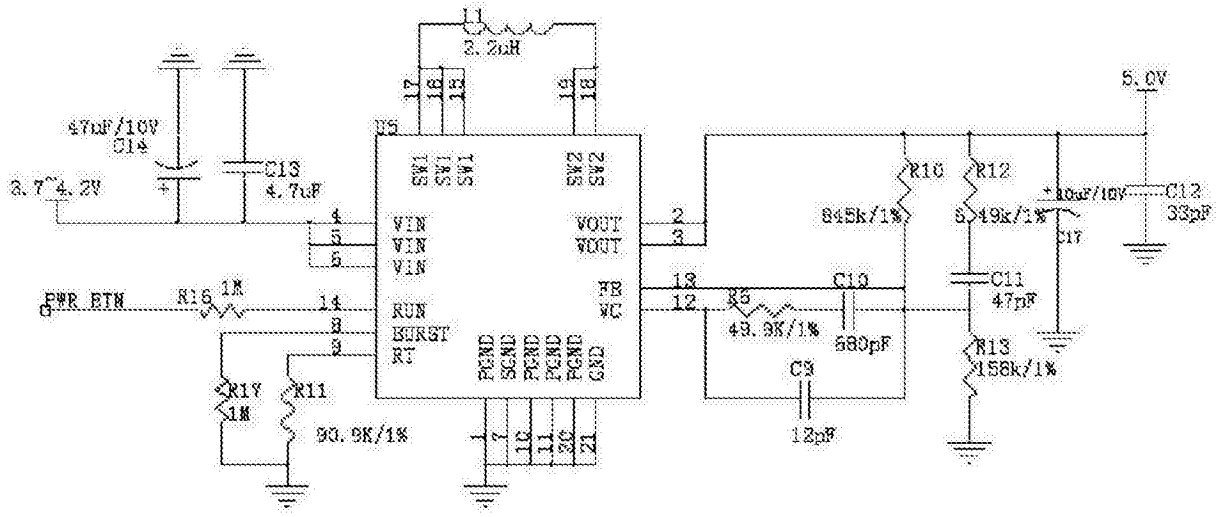 L1
2.2uH
17
16
15
19
18
5.0V
47uF/10V
C14
C13
4.7uF
U5
SW1
SW1
SW1
SW2
SW2
R10
845k/1%
R12
6.49k/1%
10uF/10V
C17
C12
33pF
3.7~4.2V
4
VIN
5
VIN
6
VIN
VOUT
2
VOUT
3
PWR BTN
R16
1M
14
RUN
8
BURST
9
RT
FB
13
VC
12
R5
49.9K/1%
C10
680pF
C11
47pF
R17
1M
R11
90.9K/1%
PGND
SGND
PGND
PGND
PGND
GND
1
7
10
11
20
21
C9
12pF
R13
158k/1%